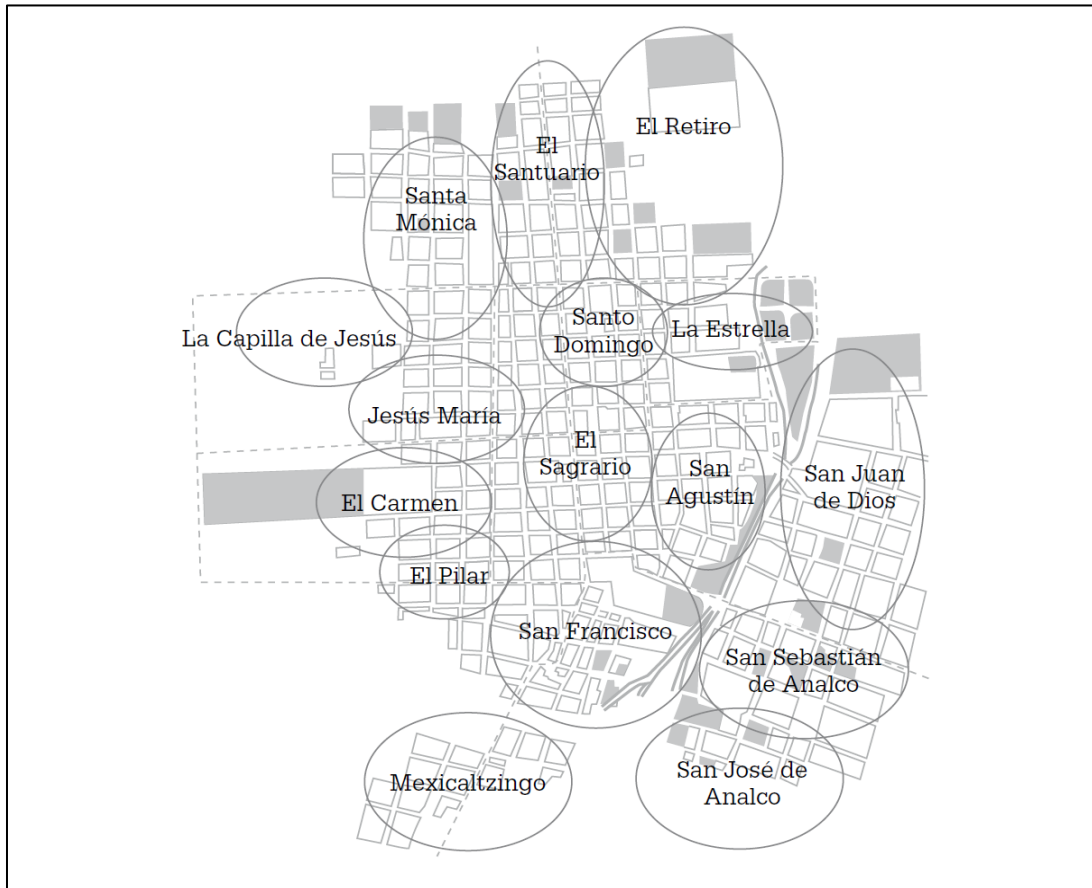 El Retiro
El
Santuario
Santa
Mónica
Santo
Domingo
La Estrella
La Capilla de Jesús
Jesús María
El
Sagrario
San
Agustín
San Juan
de Dios
El Carmen
El Pilar
San Francisco
San Sebastián
de Analco
Mexicaltzingo
San José de
Analco